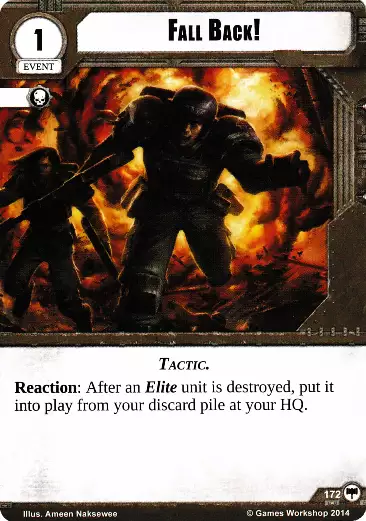 1
FALL BACK!
EVENT
TACTIC.
Reaction: After an Elite unit is destroyed, put it
into play from your discard pile at your HQ.
172
Illus. Ameen Naksewee
© Games Workshop 2014